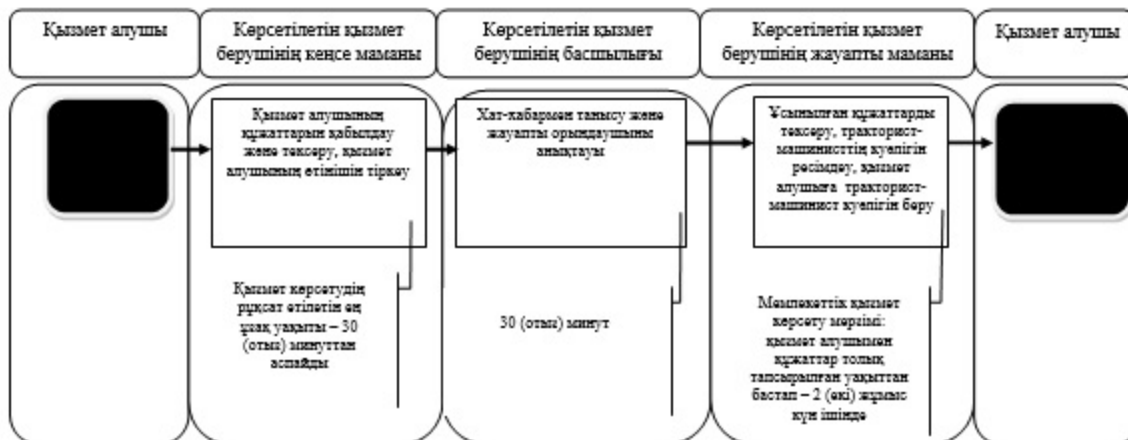 Қызмет алушы
Көрсетілетін қызмет
берушінің кеңсе маманы
Көрсетілетін қызмет
берушінің басшылығы
Көрсетілетін қызмет
берушінің жауапты маманы
Қызмет алушы
Қызмет алушының
құжаттарын қабылдау
және тексеру, қызмет
алушының өтінішін тіркеу
Хат-хабармен танысу және
жауапты орындаушыны
анықтауы
Ұсынылған құжаттарды
тексеру, тракторист-
машинисттің куәлігін
ресімдеу, қызмет
алушыға тракторист-
машинист куәлігін беру
Қызмет көрсетудің
рұқсат етілетін ең
ұзақ уақыты – 30
(отыз) минуттан
аспайды
30 (отыз) минут
Мемлекеттік қызмет
көрсету мерзімі:
қызмет алушымен
құжаттар толық
тапсырылған уақыттан
бастап – 2 (екі) жұмыс
күн ішінде